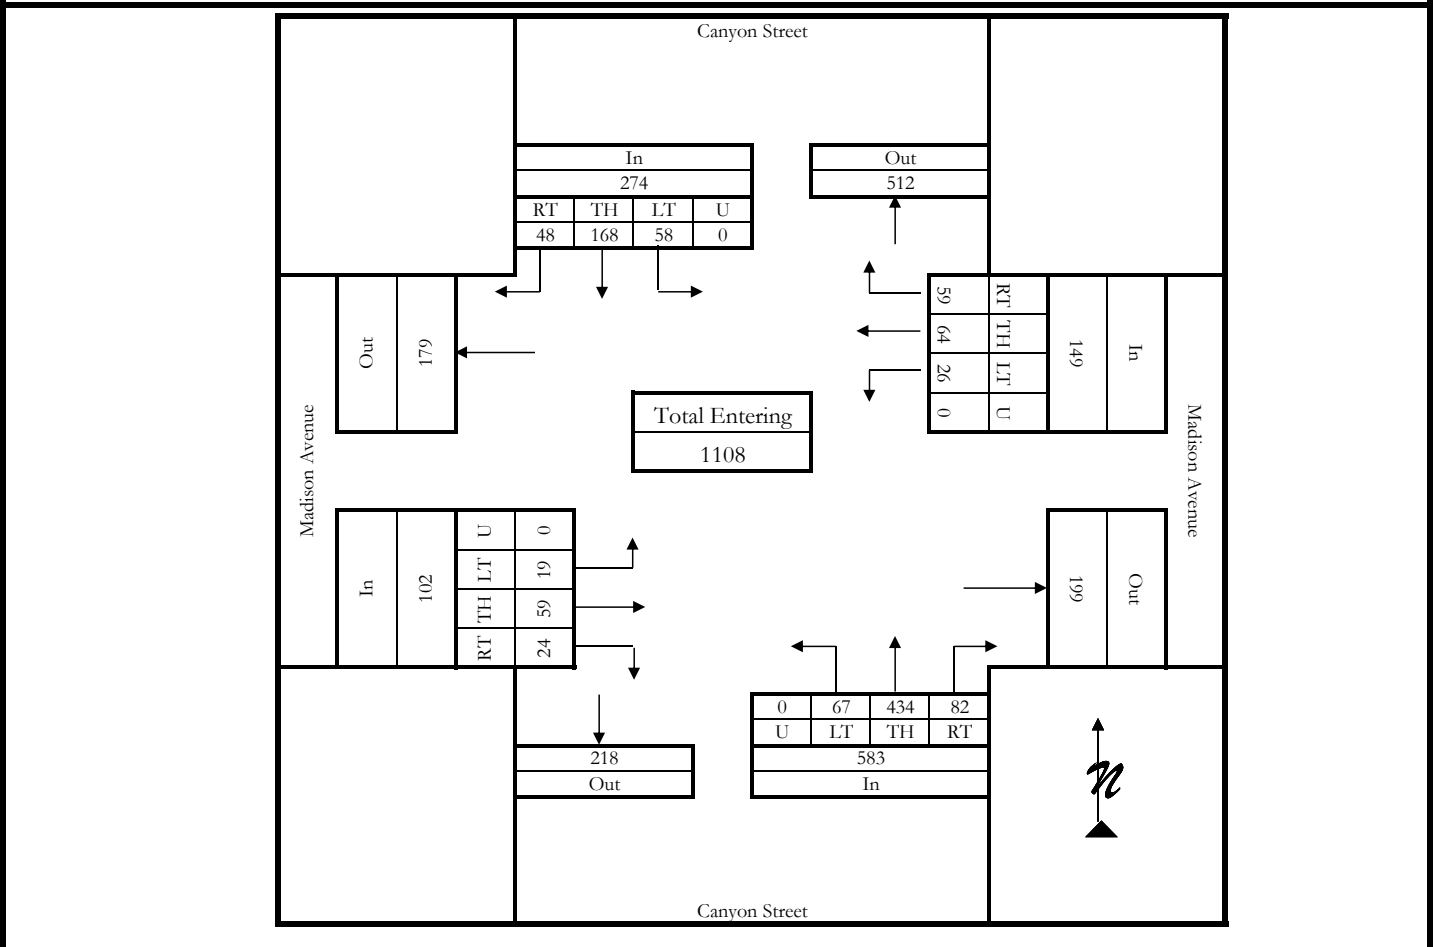 Canyon Street
In
274
RT TH LT U
48 168 58 0
Out
512
Out
179
Madison Avenue
59 RT
64 TH
26 LT
0 U
149
In
Madison Avenue
Total Entering
1108
In
102
U 0
LT 19
TH 59
RT 24
199
Out
0 67 434 82
U LT TH RT
583
In
218
Out
N
Canyon Street